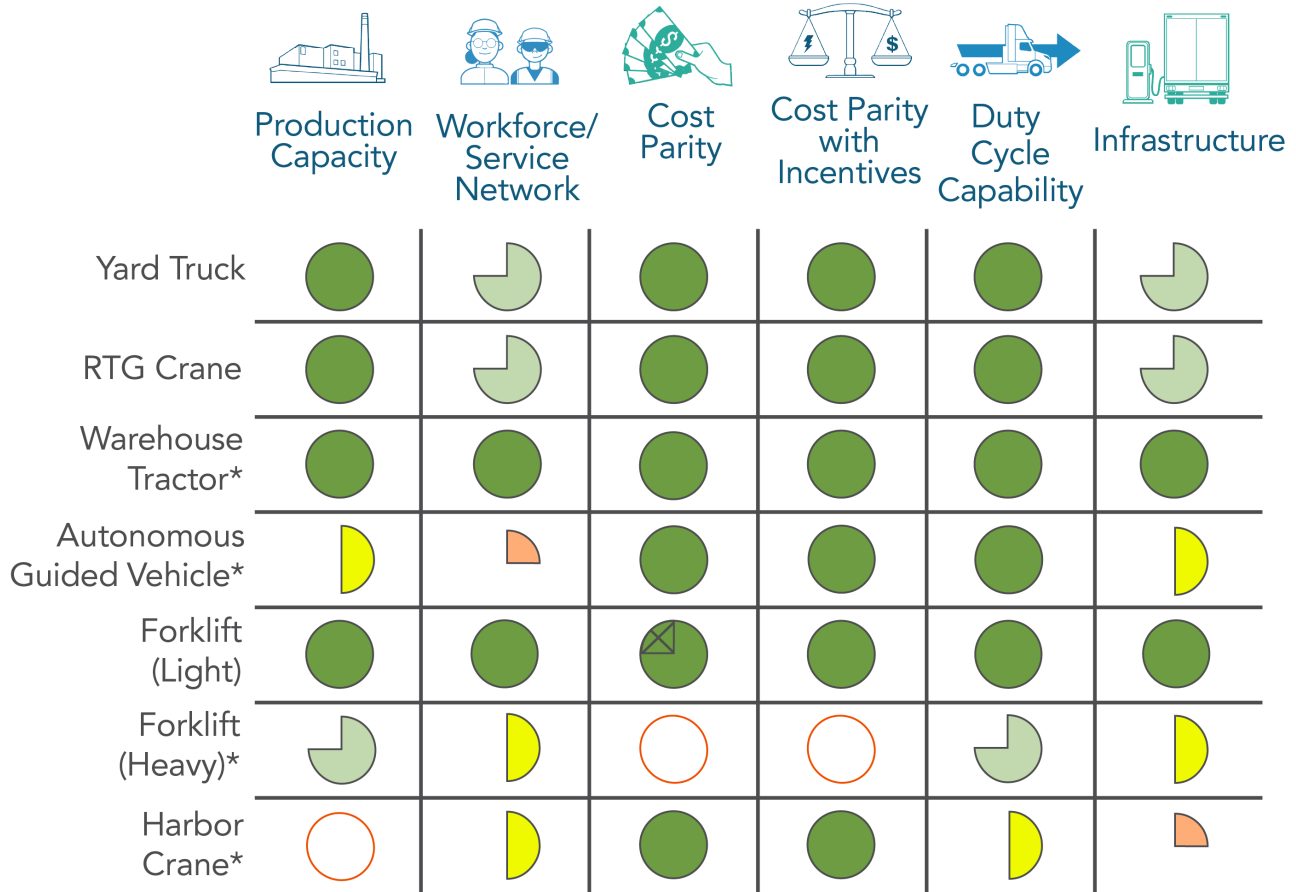 Production
Capacity
Workforce/
Service
Network
Cost
Parity
$
Cost Parity
with
Incentives
Duty
Cycle
Capability
Infrastructure
Yard Truck
RTG Crane
Warehouse
Tractor*
Autonomous
Guided Vehicle*
Forklift
(Light)
Forklift
(Heavy)*
Harbor
Crane*